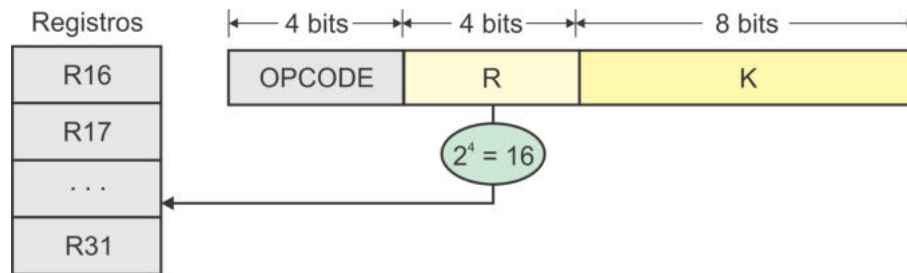 Registros
R16
R17
. . .
R31
4 bits
4 bits
8 bits
OPCODE
R
K
2⁴ = 16